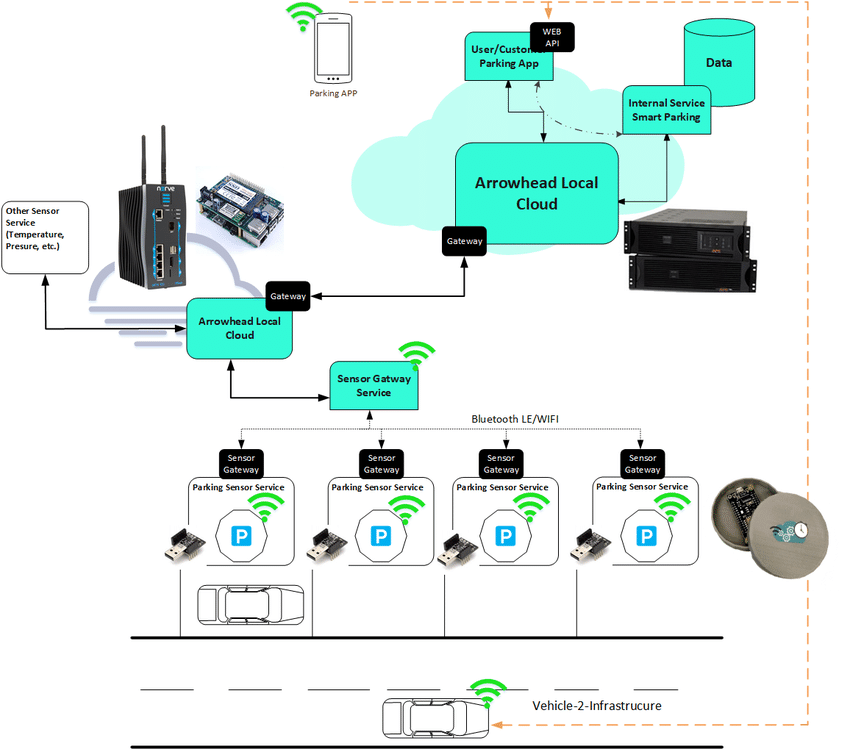 Parking APP
WEB
API
User/Customer
Parking App
Data
Internal Service
Smart Parking
Arrowhead Local
Cloud
Gateway
nerve
Other Sensor
Service
(Temperature,
Presure, etc.)
Gateway
Arrowhead Local
Cloud
Sensor Gatway
Service
Bluetooth LE/WIFI
Sensor
Gateway
Sensor
Gateway
Sensor
Gateway
Sensor
Gateway
Parking Sensor Service
Parking Sensor Service
Parking Sensor Service
Parking Sensor Service
P
P
P
P
Vehicle-2-Infrastrucure